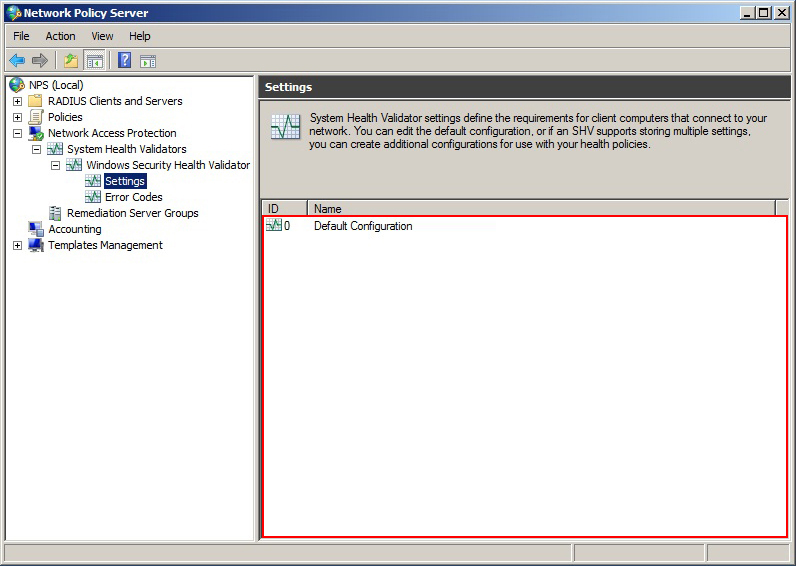 Network Policy Server
File Action View Help
NPS (Local)
RADIUS Clients and Servers
Policies
Network Access Protection
System Health Validators
Windows Security Health Validator
Settings
Error Codes
Remediation Server Groups
Accounting
Templates Management
Settings
System Health Validator settings define the requirements for client computers that connect to your
network. You can edit the default configuration, or if an SHV supports storing multiple settings,
you can create additional configurations for use with your health policies.
ID Name
0 Default Configuration